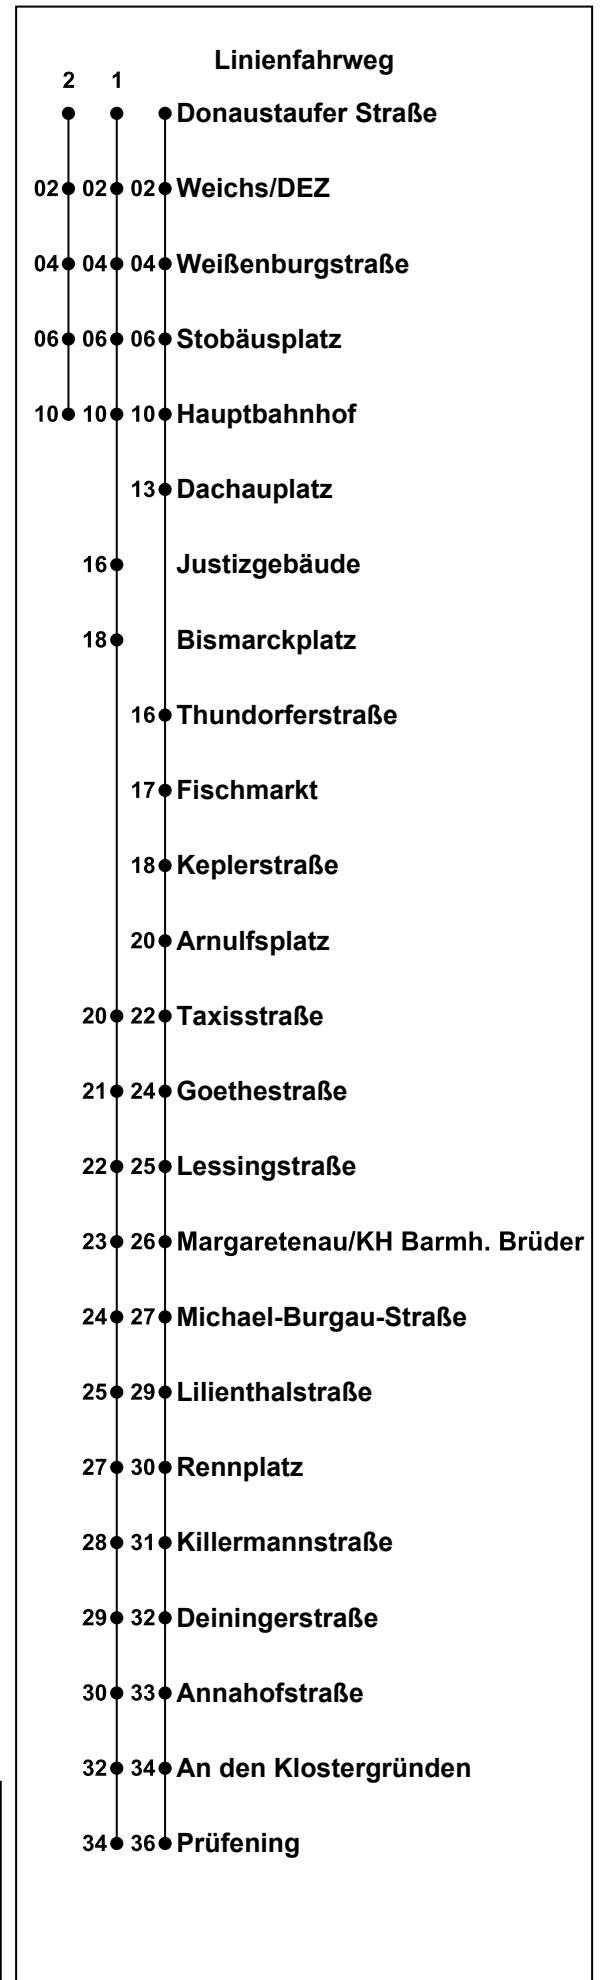 Linienfahrweg
2 1
Donaustaufer Straße
02 02 02 Weichs/DEZ
04 04 04 Weißenburgstraße
06 06 06 Stobäusplatz
10 10 10 Hauptbahnhof
13 Dachauplatz
16 Justizgebäude
18 Bismarckplatz
16 Thundorferstraße
17 Fischmarkt
18 Keplerstraße
20 Arnulfsplatz
20 22 Taxisstraße
21 24 Goethestraße
22 25 Lessingstraße
23 26 Margaretenau/KH Barmh. Brüder
24 27 Michael-Burgau-Straße
25 29 Lilienthalstraße
27 30 Rennplatz
28 31 Killermannstraße
29 32 Deiningerstraße
30 33 Annahofstraße
32 34 An den Klostergründen
34 36 Prüfening